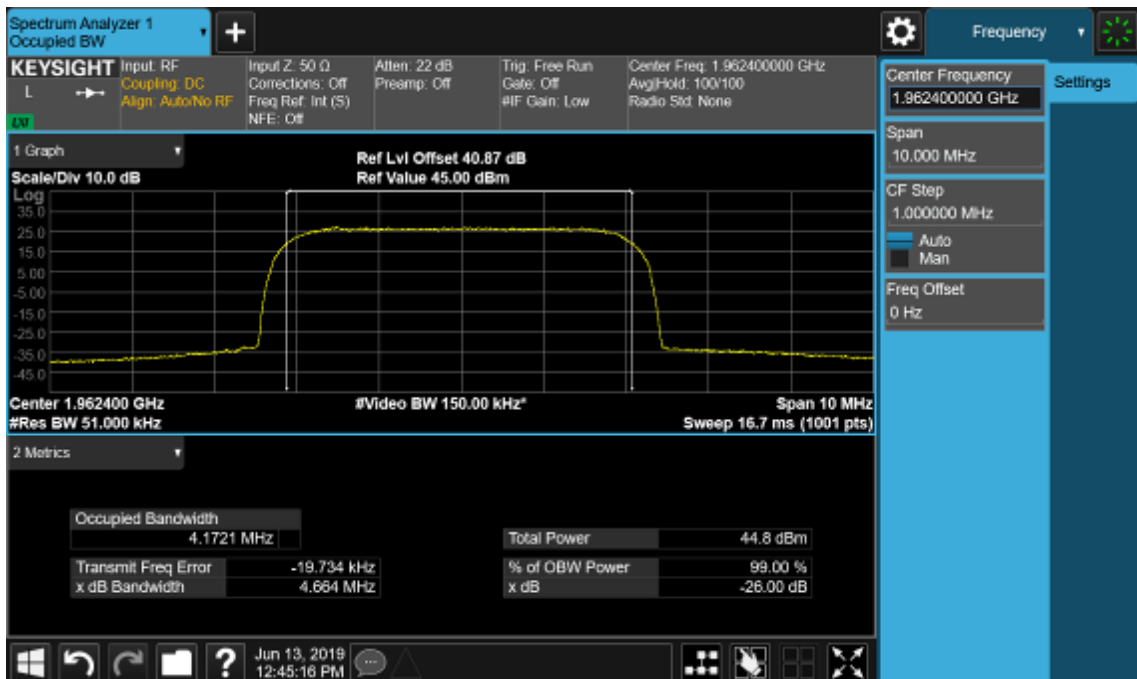 Spectrum Analyzer 1
Occupied BW
+
Frequency
KEYSIGHT
L
LXI
Input: RF
Coupling: DC
Align: Auto/No RF
Input Z: 50 Ω
Corrections: Off
Freq Ref: Int (S)
NFE: Off
Atten: 22 dB
Preamp: Off
Trig: Free Run
Gate: Off
#IF Gain: Low
Center Freq: 1.962400000 GHz
Avg|Hold: 100/100
Radio Std: None
Center Frequency
1.962400000 GHz
Settings
Span
10.000 MHz
CF Step
1.000000 MHz
Auto
Man
Freq Offset
0 Hz
1 Graph
Scale/Div 10.0 dB
Ref Lvl Offset 40.87 dB
Ref Value 45.00 dBm
Log
35.0
25.0
15.0
5.00
-5.00
-15.0
-25.0
-35.0
-45.0
Center 1.962400 GHz
#Video BW 150.00 kHz*
Span 10 MHz
#Res BW 51.000 kHz
Sweep 16.7 ms (1001 pts)
2 Metrics
Occupied Bandwidth
4.1721 MHz
Total Power 44.8 dBm
Transmit Freq Error -19.734 kHz
% of OBW Power 99.00 %
x dB Bandwidth 4.664 MHz
x dB -26.00 dB
?
Jun 13, 2019
12:45:16 PM